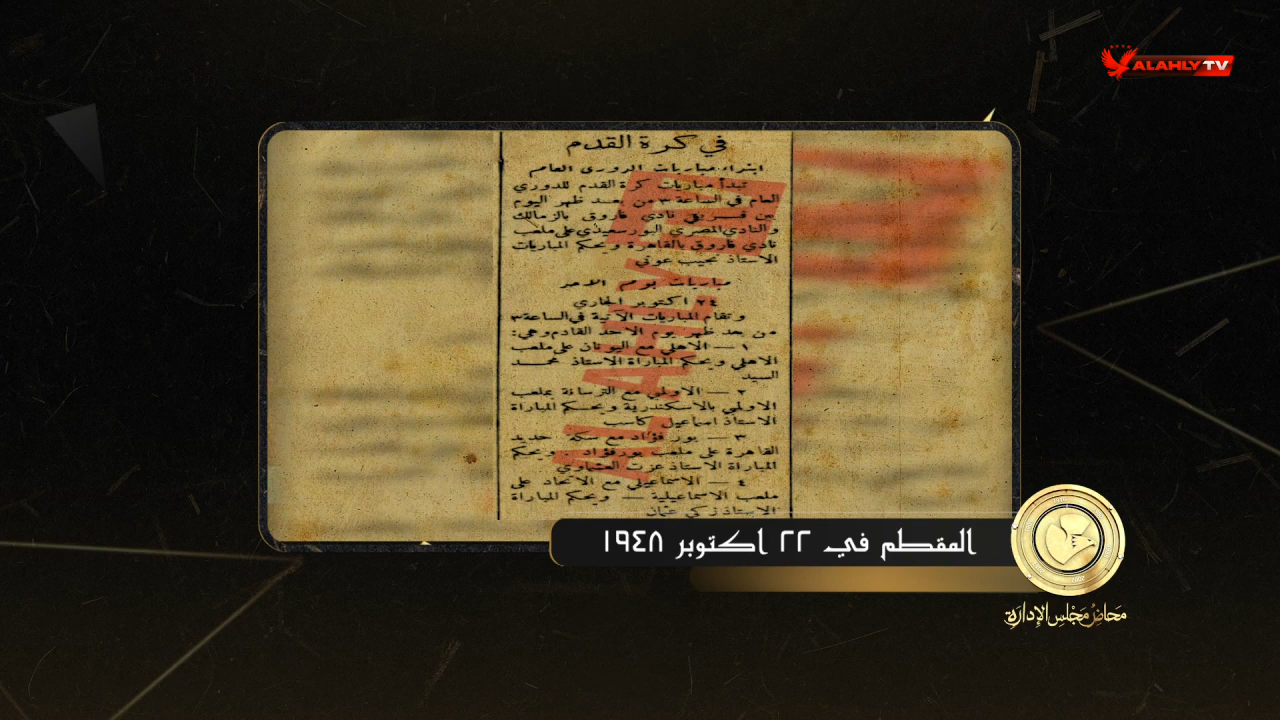 ALAHLY TV
في كرة القدم
ابتداء مباريات الدوري العام
تبدأ مباريات كرة القدم للدوري
العام في الساعة ٣ من بعد ظهر اليوم
بين فريقي نادي فاروق بالزمالك
والنادي المصري البورسعيدي على ملعب
نادي فاروق بالقاهرة ويحكم المباريات
الاستاذ
مباريات يوم الاحد
٢٤ اكتوبر الجاري
وتقام المباريات الآتية في الساعة ٣
من بعد ظهر يوم الاحد القادم وهي:
١ — الاهلي مع اليونان على ملعب
الاهلي ويحكم المباراة الاستاذ محمد
السيد
٢ — الاولمبي مع الترسانة بملعب
الاولمبي بالاسكندرية ويحكم المباراة
الاستاذ اسماعيل
٣ — بور فؤاد مع سكة حديد
القاهرة على ملعب بورفؤاد ويحكم
المباراة الاستاذ عزت العشماوي
٤ — الاسماعيلي مع الاتحاد على
ملعب الاسماعيلية — ويحكم المباراة
الاستاذ زكي عثمان
ALAHLY TV
المقطم في ٢٢ اكتوبر ١٩٤٨
محاضر مجلس الإدارة